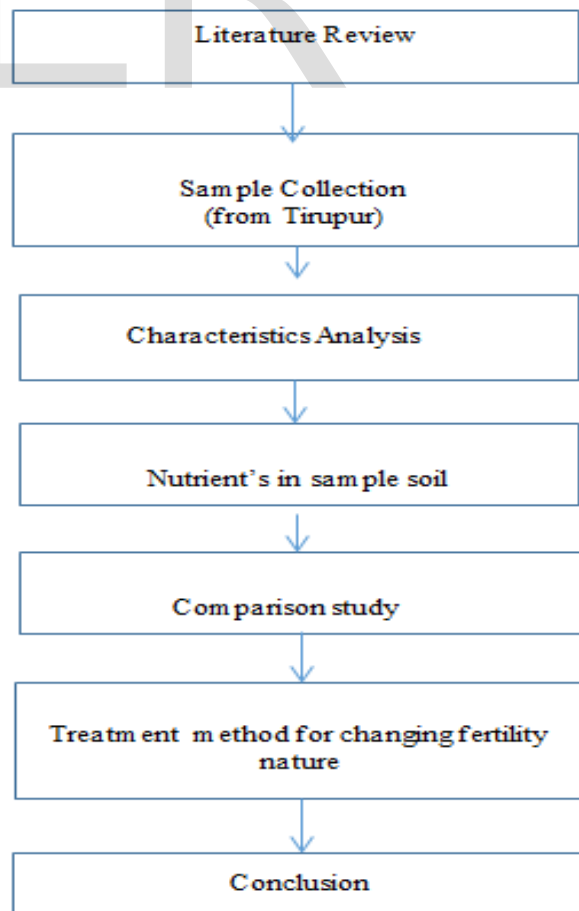 Literature Review
Sample Collection
(from Tirupur)
Characteristics Analysis
Nutrient's in sample soil
Comparison study
Treatment method for changing fertility
nature
Conclusion